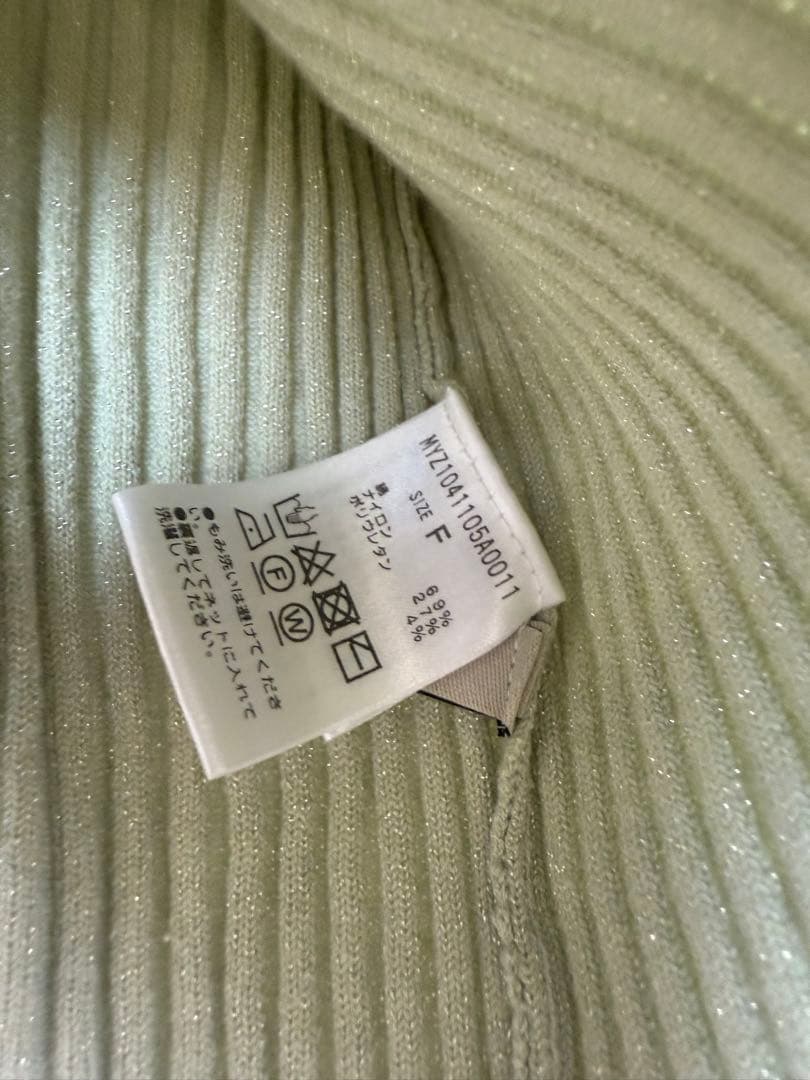 MYZ1041105A0011
SIZE F
綿 69%
ナイロン 27%
ポリウレタン 4%
F
W
●もみ洗いは避けてくださ
い。
●裏返してネットに入れて
洗濯してください。